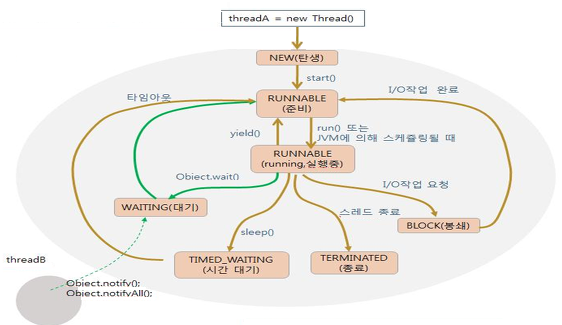 threadA = new Thread()
NEW(탄생)
start()
타임아웃
I/O작업 완료
RUNNABLE
(준비)
yield()
run() 또는
JVM에 의해 스케쥴링될 때
RUNNABLE
(running,실행중)
Object.wait()
I/O작업 요청
WAITING(대기)
스레드 종료
BLOCK(봉쇄)
sleep()
TIMED_WAITING
(시간 대기)
TERMINATED
(종료)
threadB
Object.notify();
Object.notifyAll();